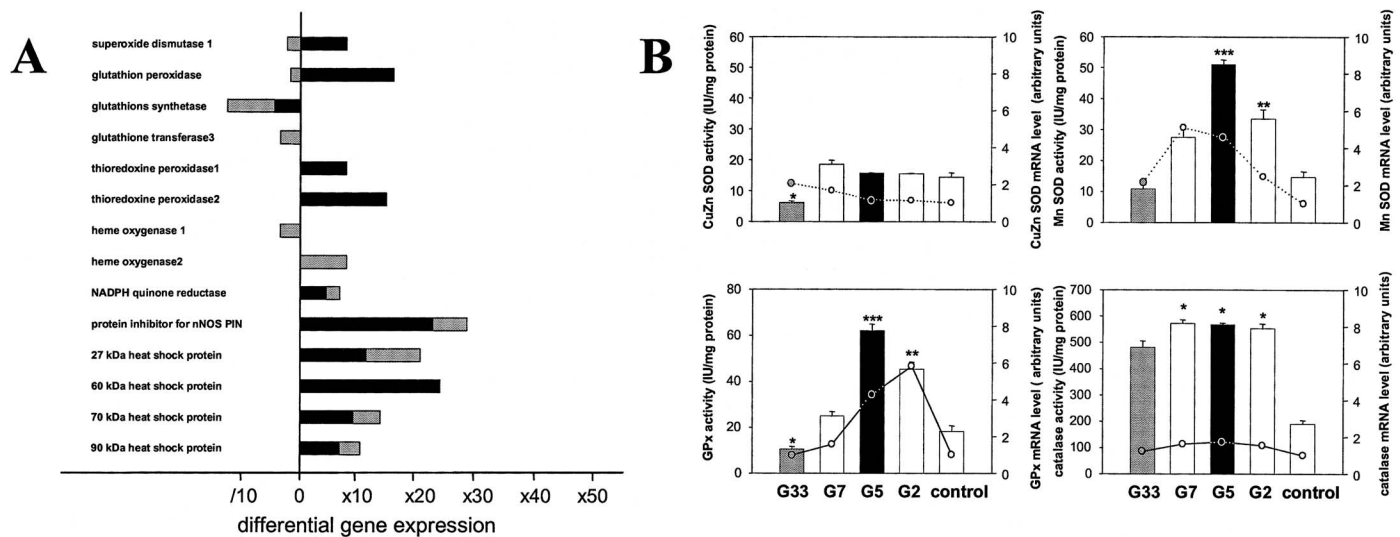 A
superoxide dismutase 1
glutathion peroxidase
glutathions synthetase
glutathione transferase3
thioredoxine peroxidase1
thioredoxine peroxidase2
heme oxygenase 1
heme oxygenase2
NADPH quinone reductase
protein inhibitor for nNOS PIN
27 kDa heat shock protein
60 kDa heat shock protein
70 kDa heat shock protein
90 kDa heat shock protein
/10 0 x10 x20 x30 x40 x50
differential gene expression
B
CuZn SOD activity (IU/mg protein)
60
50
40
30
20
10
0
*
10
8
6
4
2
0
CuZn SOD mRNA level (arbitrary units)
Mn SOD activity (IU/mg protein)
60
50
40
30
20
10
0
***
**
10
8
6
4
2
0
Mn SOD mRNA level (arbitrary units)
GPx activity (IU/mg protein)
80
60
40
20
0
*
***
**
10
8
6
4
2
0
GPx mRNA level ( arbitrary units)
G33 G7 G5 G2 control
catalase activity (IU/mg protein)
700
600
500
400
300
200
100
0
* * *
10
8
6
4
2
0
catalase mRNA level (arbitrary units)
G33 G7 G5 G2 control